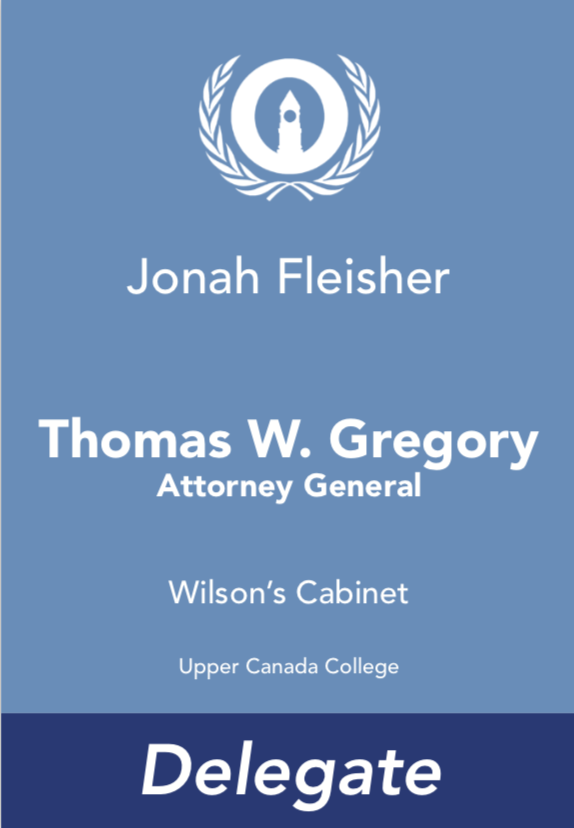 Jonah Fleisher
Thomas W. Gregory
Attorney General
Wilson’s Cabinet
Upper Canada College
Delegate